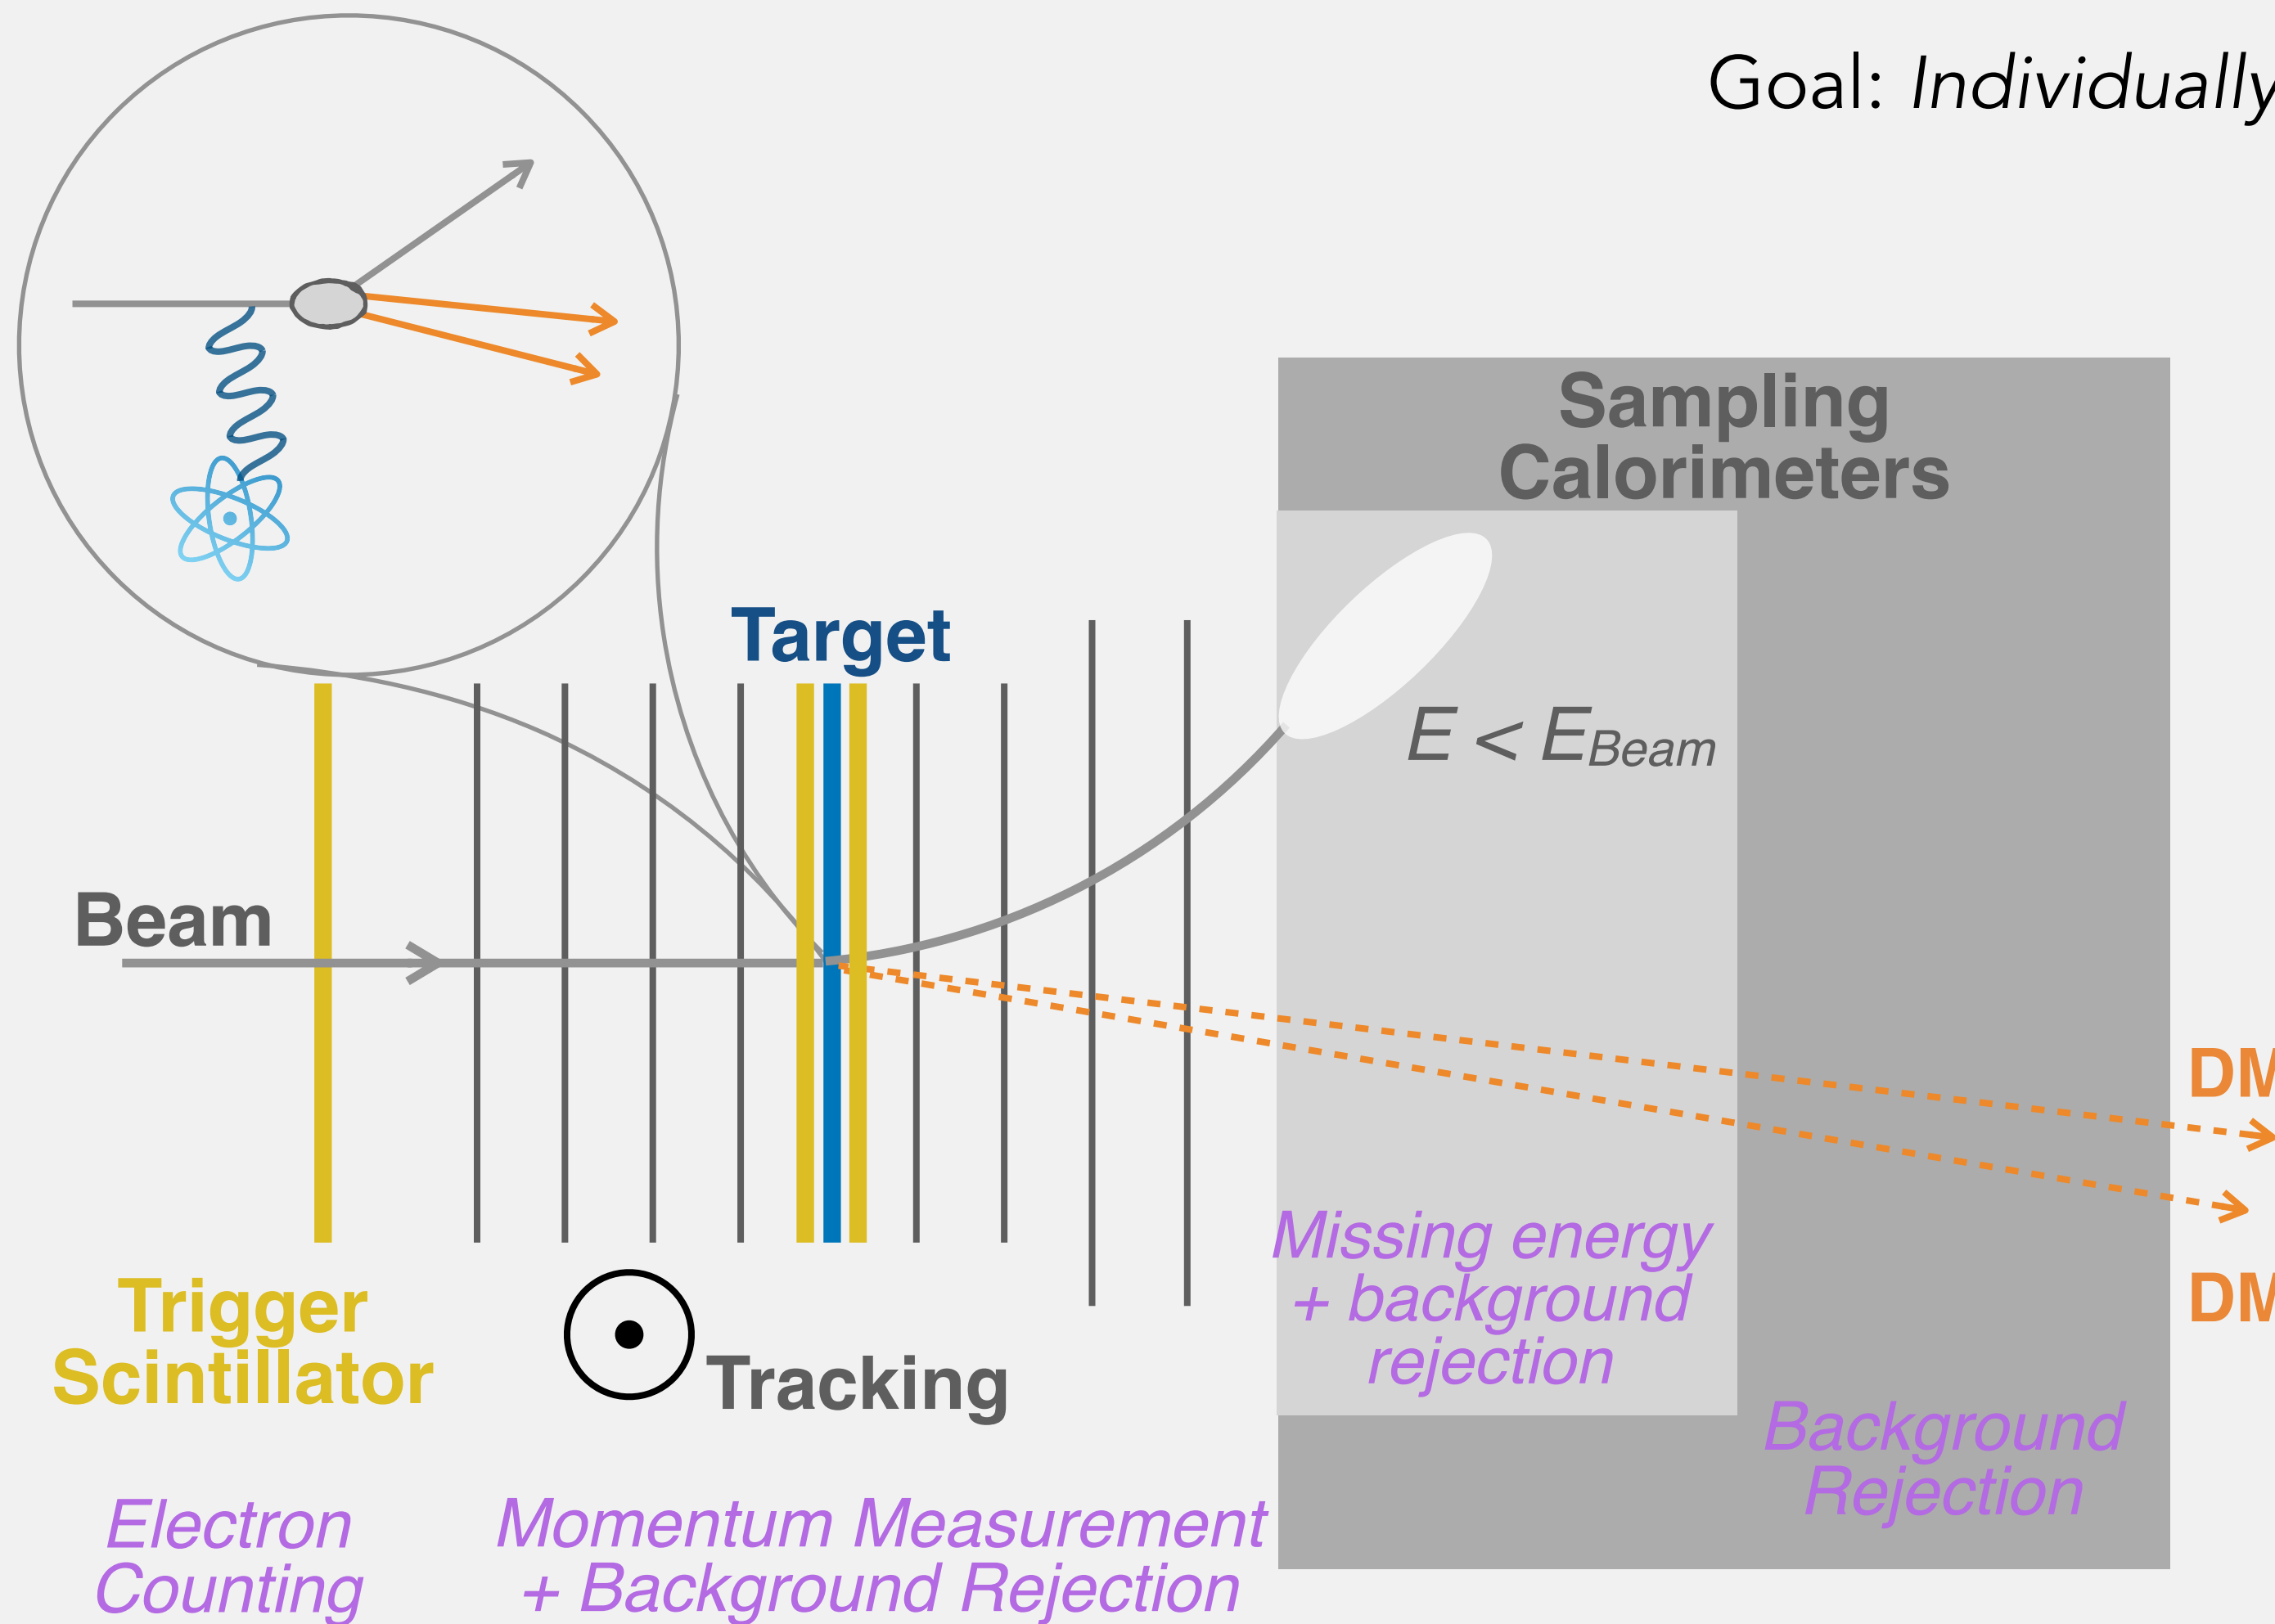 Goal: Individually
Sampling
Calorimeters
Target
E < EBeam
Beam
DM
Missing energy
+ background
rejection
DM
Trigger
Scintillator
Tracking
Background
Rejection
Electron
Counting
Momentum Measurement
+ Background Rejection